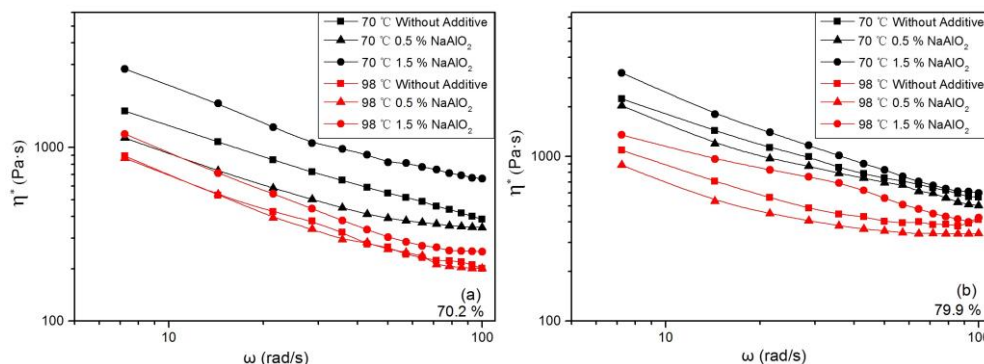 70 ℃ Without Additive
70 ℃ 0.5 % NaAlO₂
70 ℃ 1.5 % NaAlO₂
98 ℃ Without Additive
98 ℃ 0.5 % NaAlO₂
98 ℃ 1.5 % NaAlO₂
1000
100
η* (Pa·s)
10
100
ω (rad/s)
(a)
70.2 %
70 ℃ Without Additive
70 ℃ 0.5 % NaAlO₂
70 ℃ 1.5 % NaAlO₂
98 ℃ Without Additive
98 ℃ 0.5 % NaAlO₂
98 ℃ 1.5 % NaAlO₂
1000
100
η* (Pa·s)
10
100
ω (rad/s)
(b)
79.9 %